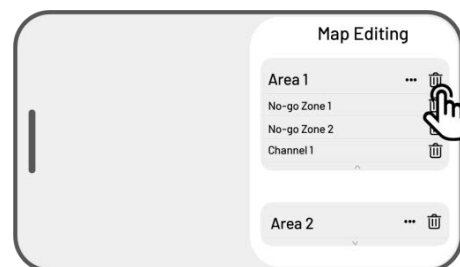 Map Editing
Area 1 •••
No-go Zone 1
No-go Zone 2
Channel 1
Area 2 •••